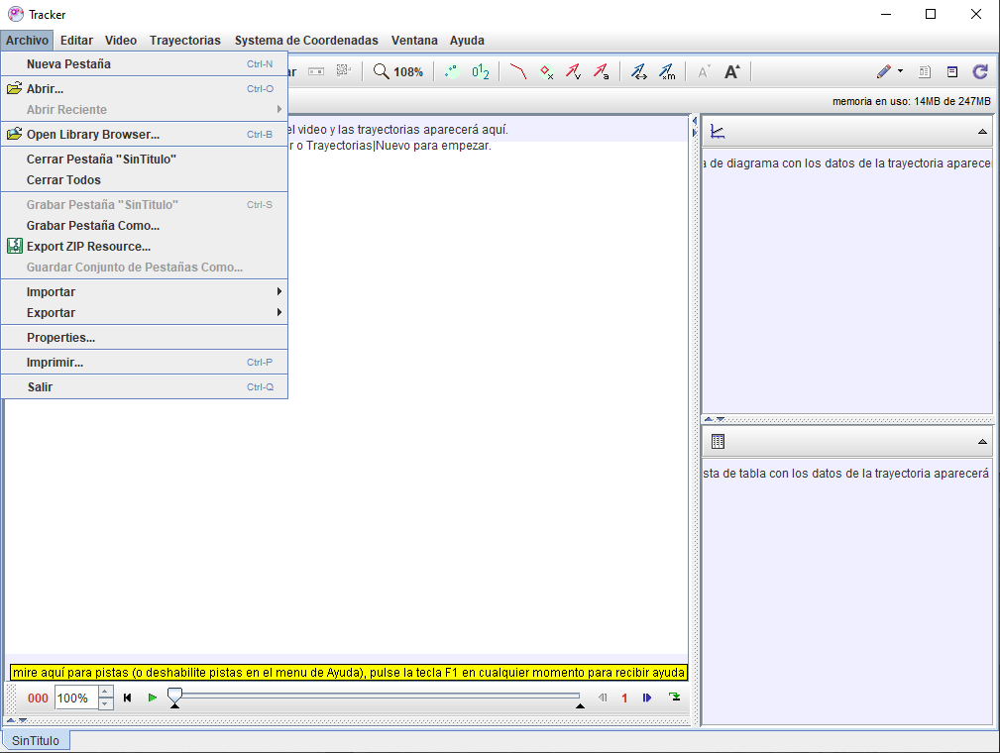 Tracker
Archivo Editar Video Trayectorias Systema de Coordenadas Ventana Ayuda
Nueva Pestaña Ctrl-N
Abrir... Ctrl-O
Abrir Reciente
Open Library Browser... Ctrl-B
Cerrar Pestaña "SinTitulo"
Cerrar Todos
Grabar Pestaña "SinTitulo" Ctrl-S
Grabar Pestaña Como...
Export ZIP Resource...
Guardar Conjunto de Pestañas Como...
Importar
Exportar
Properties...
Imprimir... Ctrl-P
Salir Ctrl-Q
ar 108%
memoria en uso: 14MB de 247MB
el video y las trayectorias aparecerá aquí.
r o Trayectorias|Nuevo para empezar.
a de diagrama con los datos de la trayectoria aparece
sta de tabla con los datos de la trayectoria aparecerá
mire aquí para pistas (o deshabilite pistas en el menu de Ayuda), pulse la tecla F1 en cualquier momento para recibir ayuda
000 100% 1
SinTitulo